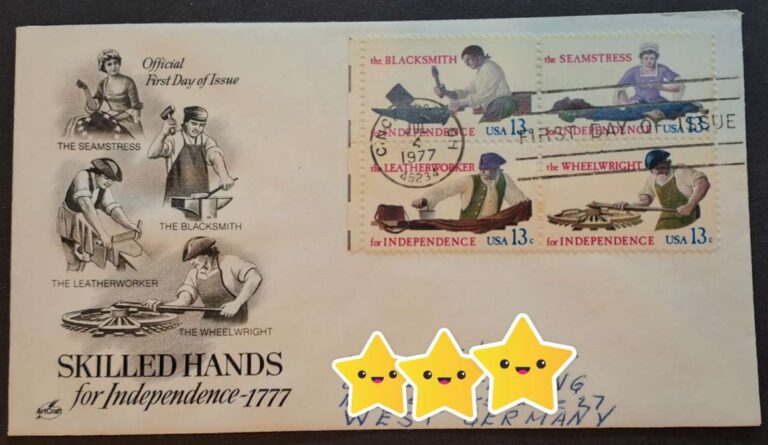 Official
First Day of Issue
THE SEAMSTRESS
THE BLACKSMITH
THE LEATHERWORKER
THE WHEELWRIGHT
SKILLED HANDS
for Independence-1777
ArtCraft
the BLACKSMITH
for INDEPENDENCE USA 13c
the SEAMSTRESS
for INDEPENDENCE USA 13c
the LEATHERWORKER
for INDEPENDENCE USA 13c
the WHEELWRIGHT
for INDEPENDENCE USA 13c
4
1977
FIRST DAY OF ISSUE
27
WEST GERMANY